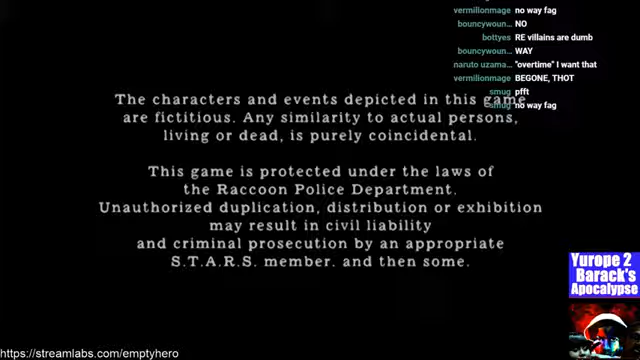 vermilionmage no way fag
bouncywoun... NO
bottyes RE villains are dumb
bouncywoun... WAY
naruto uzama... "overtime" I want that
vermilionmage BEGONE, THOT
smug pfft
smug no way fag
The characters and events depicted in this game
are fictitious. Any similarity to actual persons,
living or dead, is purely coincidental.
This game is protected under the laws of
the Raccoon Police Department.
Unauthorized duplication, distribution or exhibition
may result in civil liability
and criminal prosecution by an appropriate
S.T.A.R.S. member. and then some.
Yurope 2
Barack's
Apocalypse
https://streamlabs.com/emptyhero